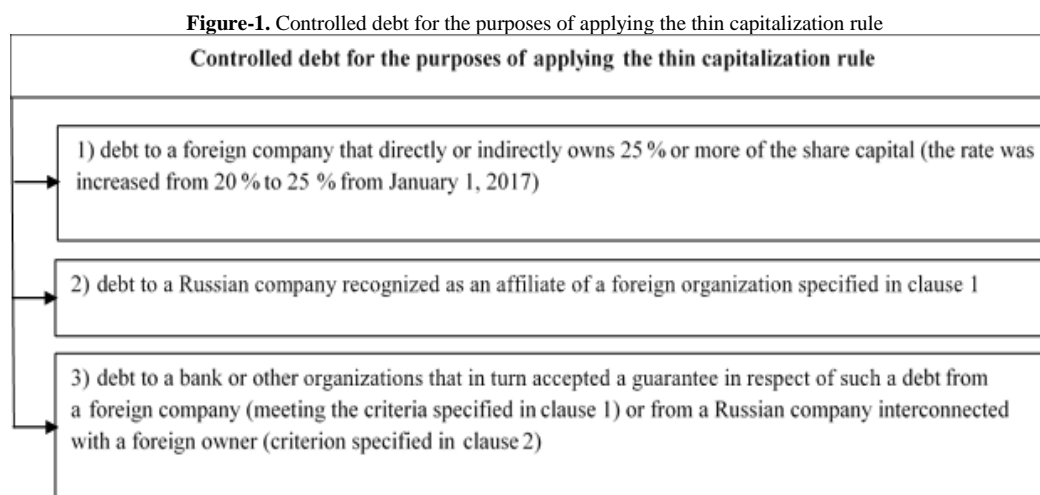 Figure-1. Controlled debt for the purposes of applying the thin capitalization rule
Controlled debt for the purposes of applying the thin capitalization rule
1) debt to a foreign company that directly or indirectly owns 25 % or more of the share capital (the rate was
increased from 20 % to 25 % from January 1, 2017)
2) debt to a Russian company recognized as an affiliate of a foreign organization specified in clause 1
3) debt to a bank or other organizations that in turn accepted a guarantee in respect of such a debt from
a foreign company (meeting the criteria specified in clause 1) or from a Russian company interconnected
with a foreign owner (criterion specified in clause 2)